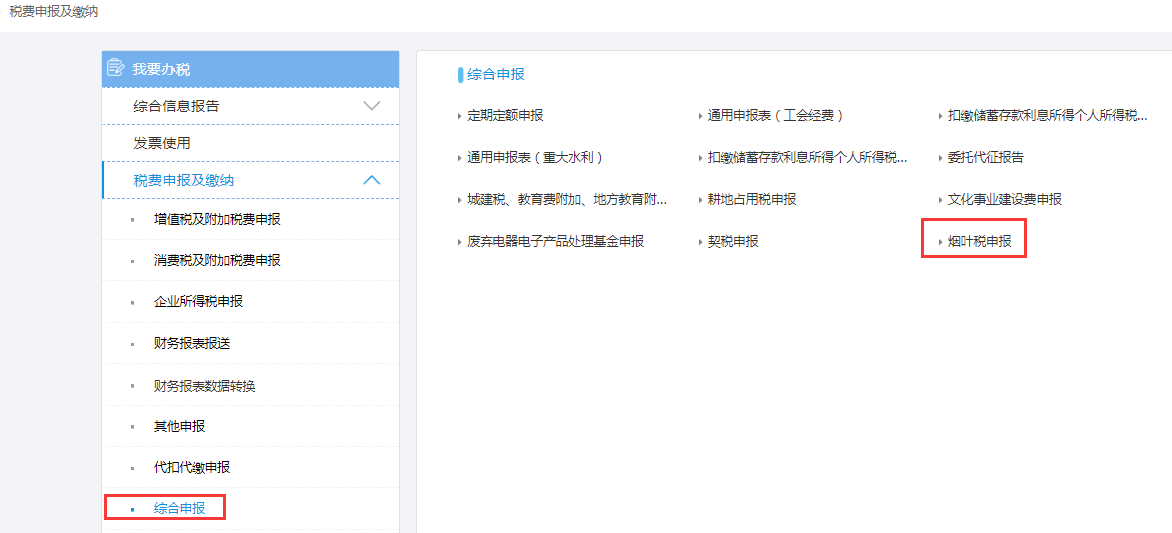 税费申报及缴纳
我要办税
综合信息报告
发票使用
税费申报及缴纳
增值税及附加税费申报
消费税及附加税费申报
企业所得税申报
财务报表报送
财务报表数据转换
其他申报
代扣代缴申报
综合申报
综合申报
定期定额申报
通用申报表（工会经费）
扣缴储蓄存款利息所得个人所得税...
通用申报表（重大水利）
扣缴储蓄存款利息所得个人所得税...
委托代征报告
城建税、教育费附加、地方教育附...
耕地占用税申报
文化事业建设费申报
废弃电器电子产品处理基金申报
契税申报
烟叶税申报